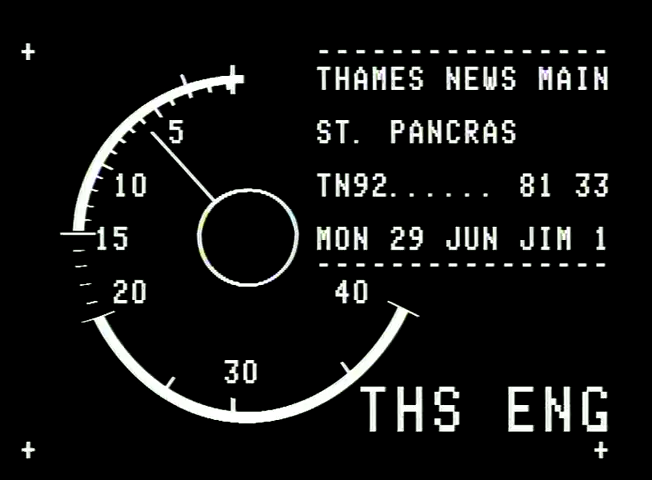 THAMES NEWS MAIN
ST. PANCRAS
TN92...... 81 33
MON 29 JUN JIM 1
5
10
15
20
30
40
THS ENG